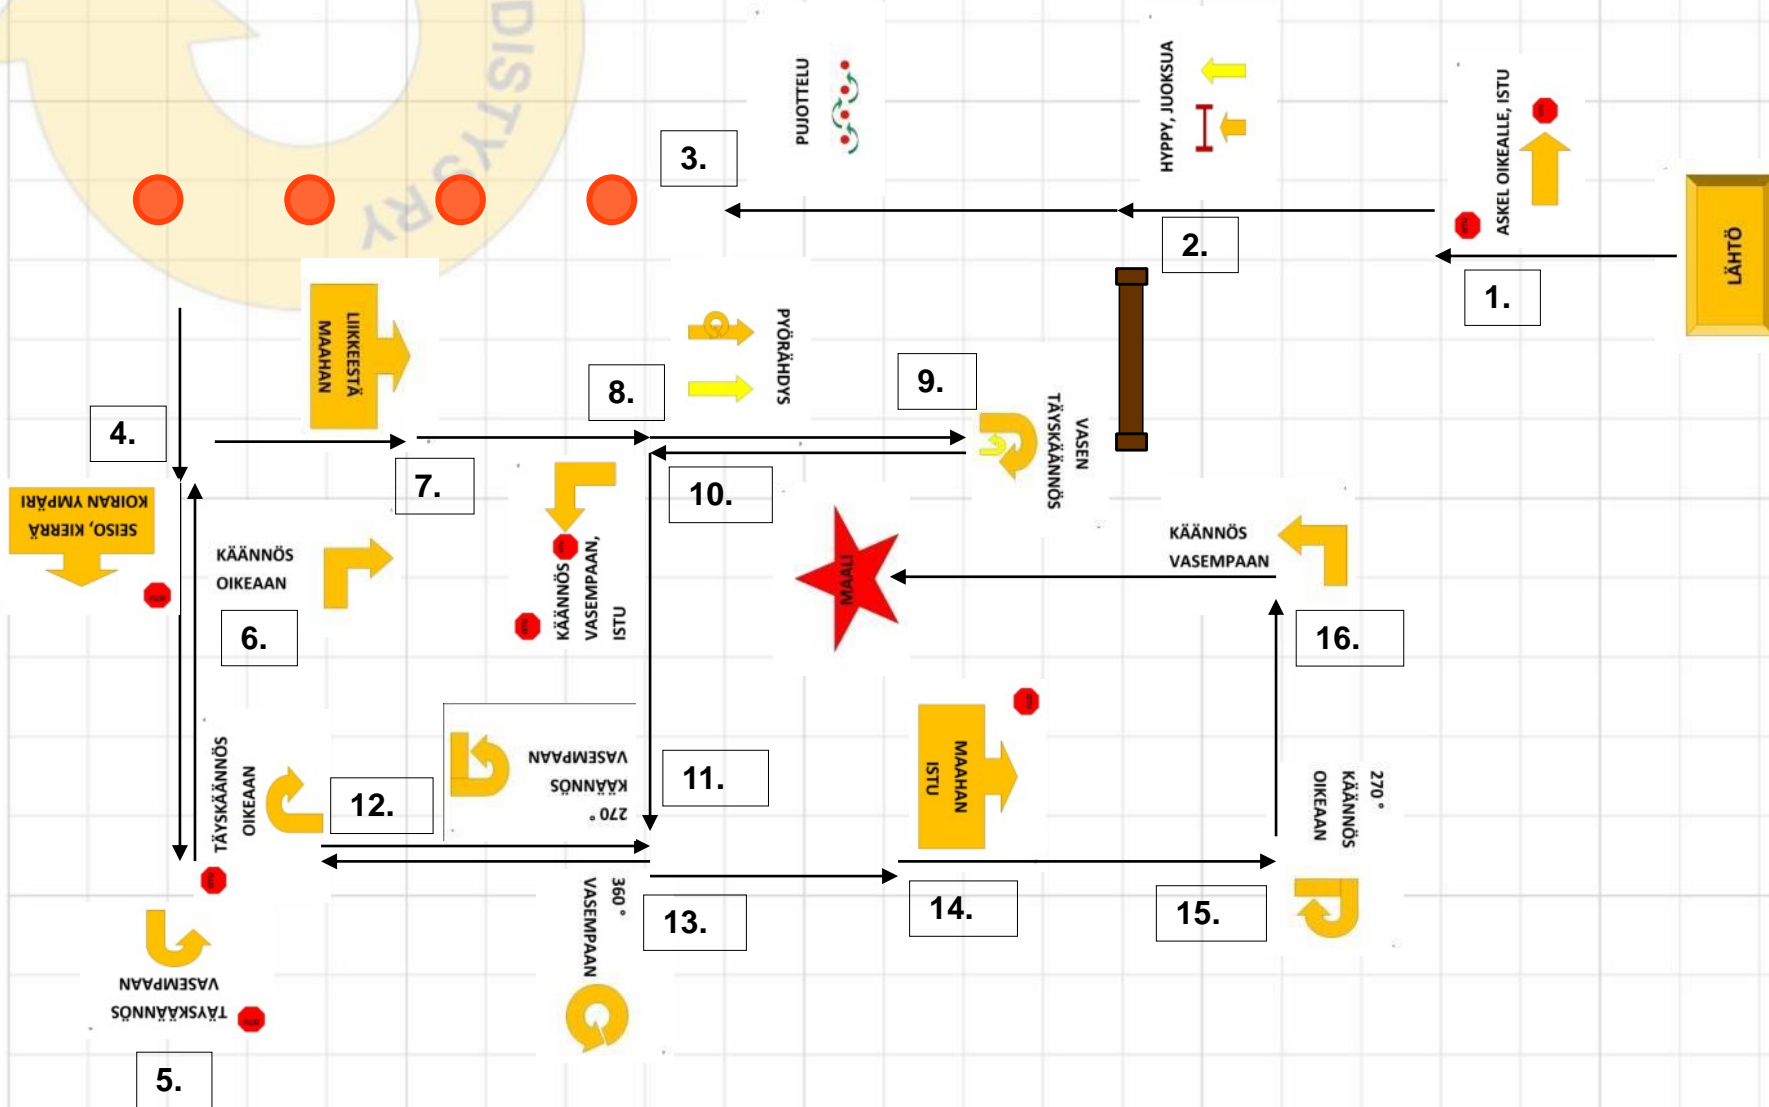 DISTYS RY
PUJOTTELU
3.
HYPPY, JUOKSUA
2.
ASKEL OIKEALLE, ISTU
1.
LÄHTÖ
LIIKKEESTÄ
MAAHAN
4.
7.
8.
PYÖRÄHDYS
9.
VASEN
TÄYSKÄÄNNÖS
10.
SEISO, KIERRÄ
KOIRAN YMPÄRI
KÄÄNNÖS
OIKEAAN
6.
KÄÄNNÖS
VASEMPAAN,
ISTU
MAALI
KÄÄNNÖS
VASEMPAAN
16.
TÄYSKÄÄNNÖS
OIKEAAN
12.
270 °
KÄÄNNÖS
VASEMPAAN
11.
MAAHAN
ISTU
270 °
KÄÄNNÖS
OIKEAAN
360 °
VASEMPAAN
13.
14.
15.
TÄYSKÄÄNNÖS
VASEMPAAN
5.